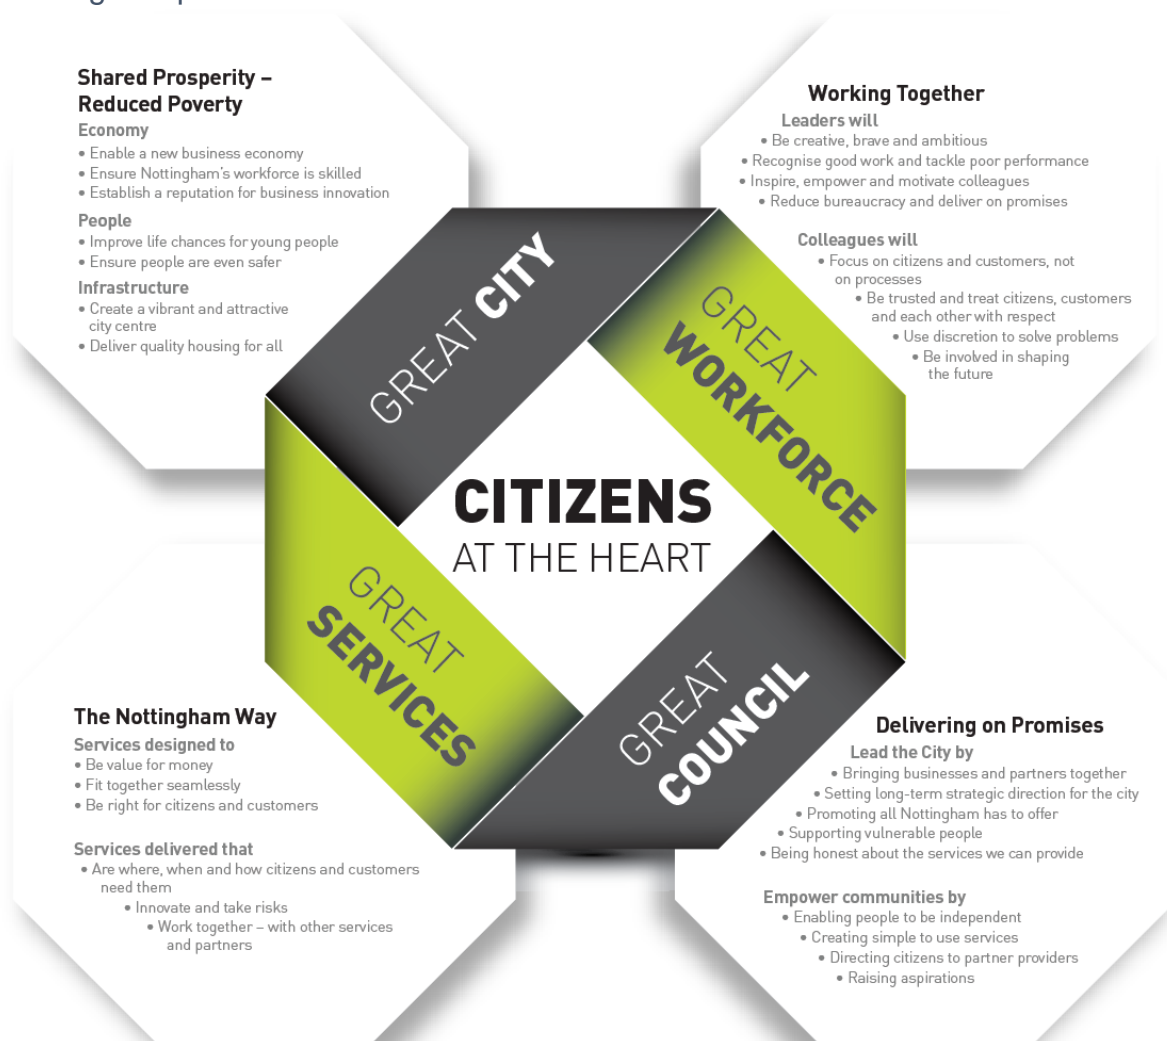 Shared Prosperity –
Reduced Poverty
Economy
• Enable a new business economy
• Ensure Nottingham's workforce is skilled
• Establish a reputation for business innovation
People
• Improve life chances for young people
• Ensure people are even safer
Infrastructure
• Create a vibrant and attractive
city centre
• Deliver quality housing for all
Working Together
Leaders will
• Be creative, brave and ambitious
• Recognise good work and tackle poor performance
• Inspire, empower and motivate colleagues
• Reduce bureaucracy and deliver on promises
Colleagues will
• Focus on citizens and customers, not
on processes
• Be trusted and treat citizens, customers
and each other with respect
• Use discretion to solve problems
• Be involved in shaping
the future
GREAT CITY
GREAT
WORKFORCE
CITIZENS
AT THE HEART
GREAT
SERVICES
GREAT
COUNCIL
The Nottingham Way
Services designed to
• Be value for money
• Fit together seamlessly
• Be right for citizens and customers
Services delivered that
• Are where, when and how citizens and customers
need them
• Innovate and take risks
• Work together – with other services
and partners
Delivering on Promises
Lead the City by
• Bringing businesses and partners together
• Setting long-term strategic direction for the city
• Promoting all Nottingham has to offer
• Supporting vulnerable people
• Being honest about the services we can provide
Empower communities by
• Enabling people to be independent
• Creating simple to use services
• Directing citizens to partner providers
• Raising aspirations